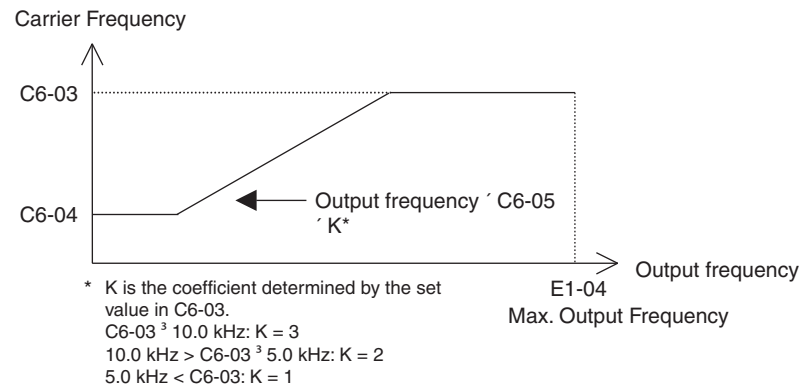 Carrier Frequency
C6-03
C6-04
Output frequency ´ C6-05
´ K*
Output frequency
E1-04
Max. Output Frequency
* K is the coefficient determined by the set
value in C6-03.
C6-03 ³ 10.0 kHz: K = 3
10.0 kHz > C6-03 ³ 5.0 kHz: K = 2
5.0 kHz < C6-03: K = 1